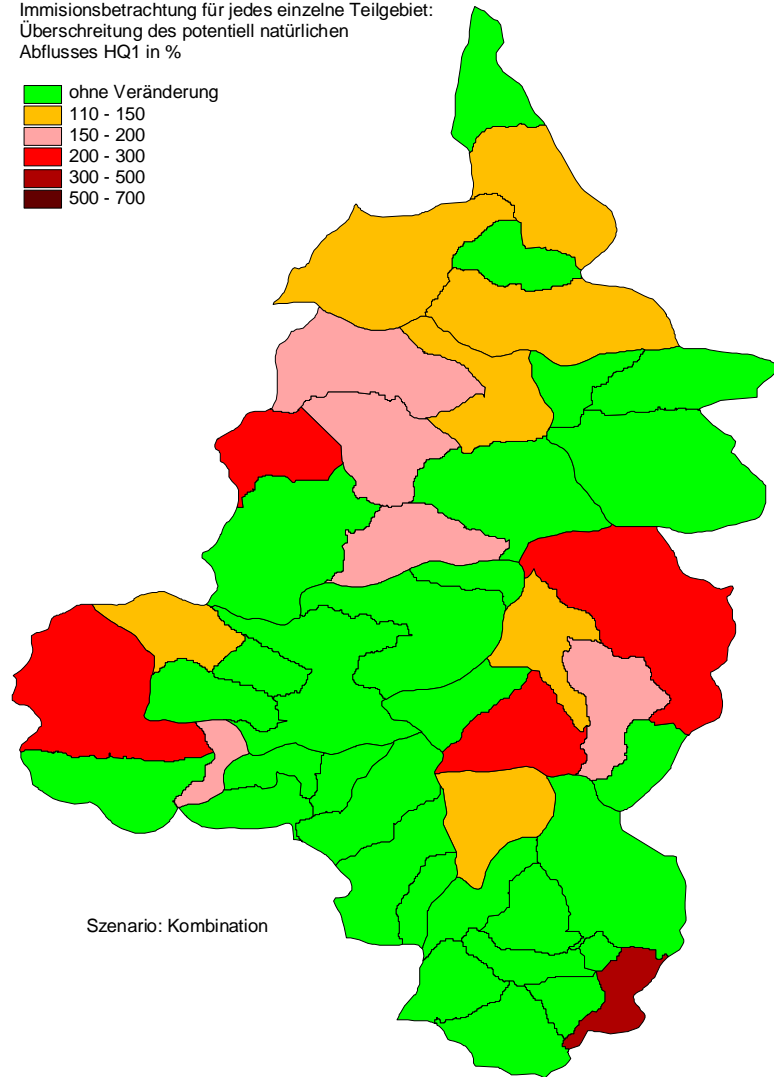 Immisionsbetrachtung für jedes einzelne Teilgebiet:
Überschreitung des potentiell natürlichen
Abflusses HQ1 in %
ohne Veränderung
110 - 150
150 - 200
200 - 300
300 - 500
500 - 700
Szenario: Kombination